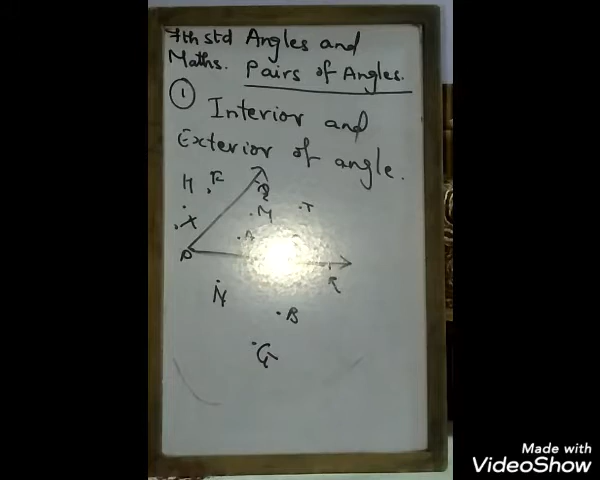 7th std Angles and
Maths. Pairs of Angles.
① Interior and
Exterior of angle.
H F
Q
M T
X
N
B
G
Made with
VideoShow